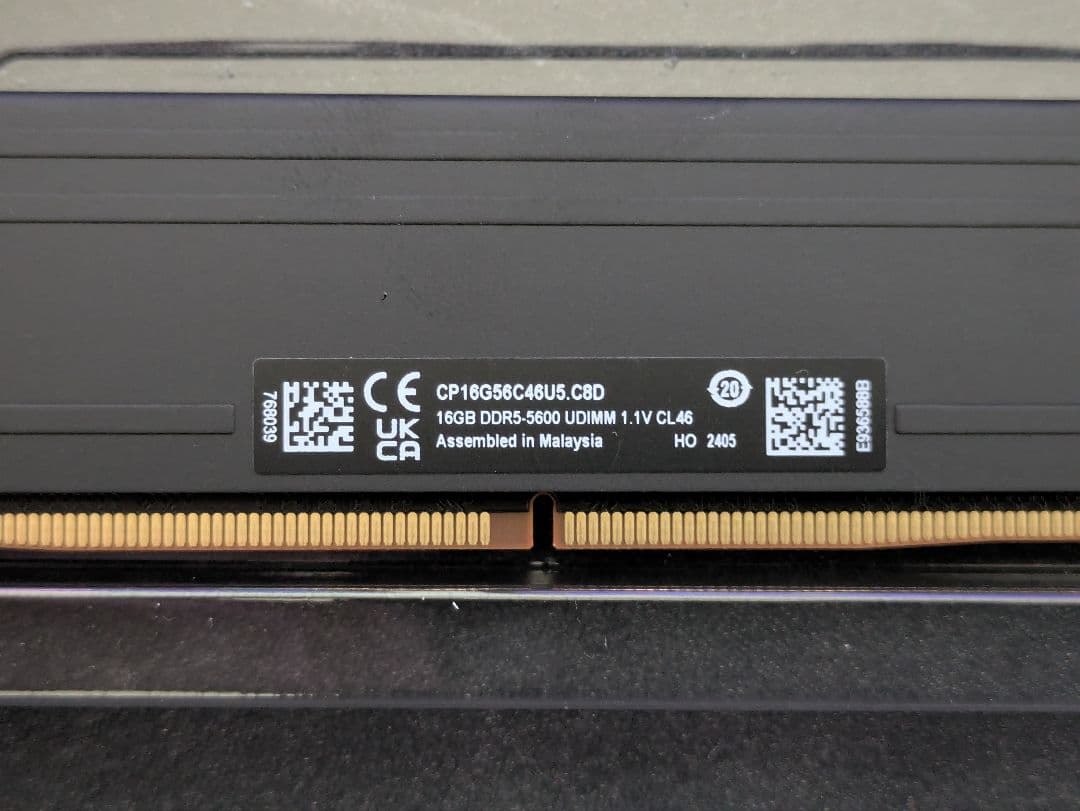 768039
CE
UK
CA
CP16G56C46U5.C8D
16GB DDR5-5600 UDIMM 1.1V CL46
Assembled in Malaysia
HO 2405
20
E936588B